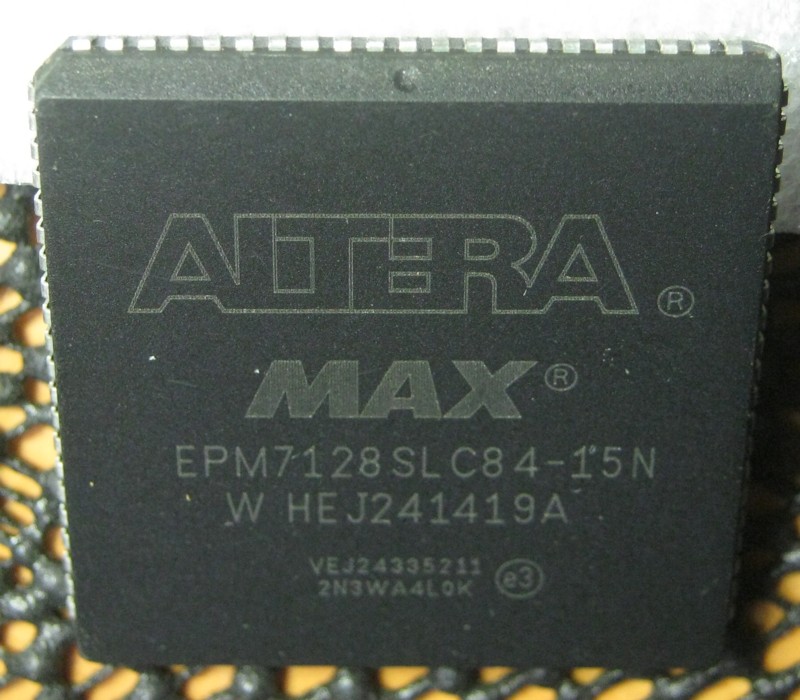 ALTERA ®
MAX ®
EPM7128SLC84-15N
W HEJ241419A
VEJ24335211
2N3WA4L0K e3